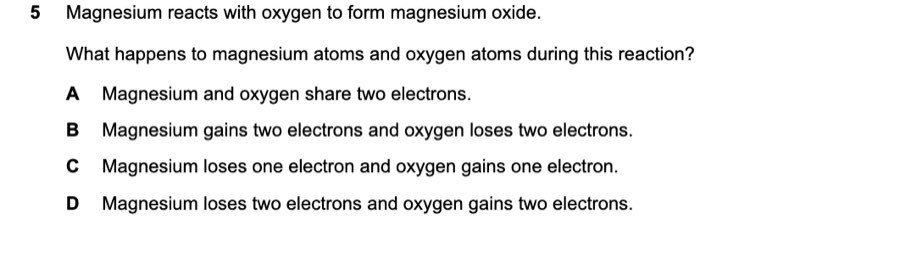 5 Magnesium reacts with oxygen to form magnesium oxide.
What happens to magnesium atoms and oxygen atoms during this reaction?
A Magnesium and oxygen share two electrons.
B Magnesium gains two electrons and oxygen loses two electrons.
C Magnesium loses one electron and oxygen gains one electron.
D Magnesium loses two electrons and oxygen gains two electrons.